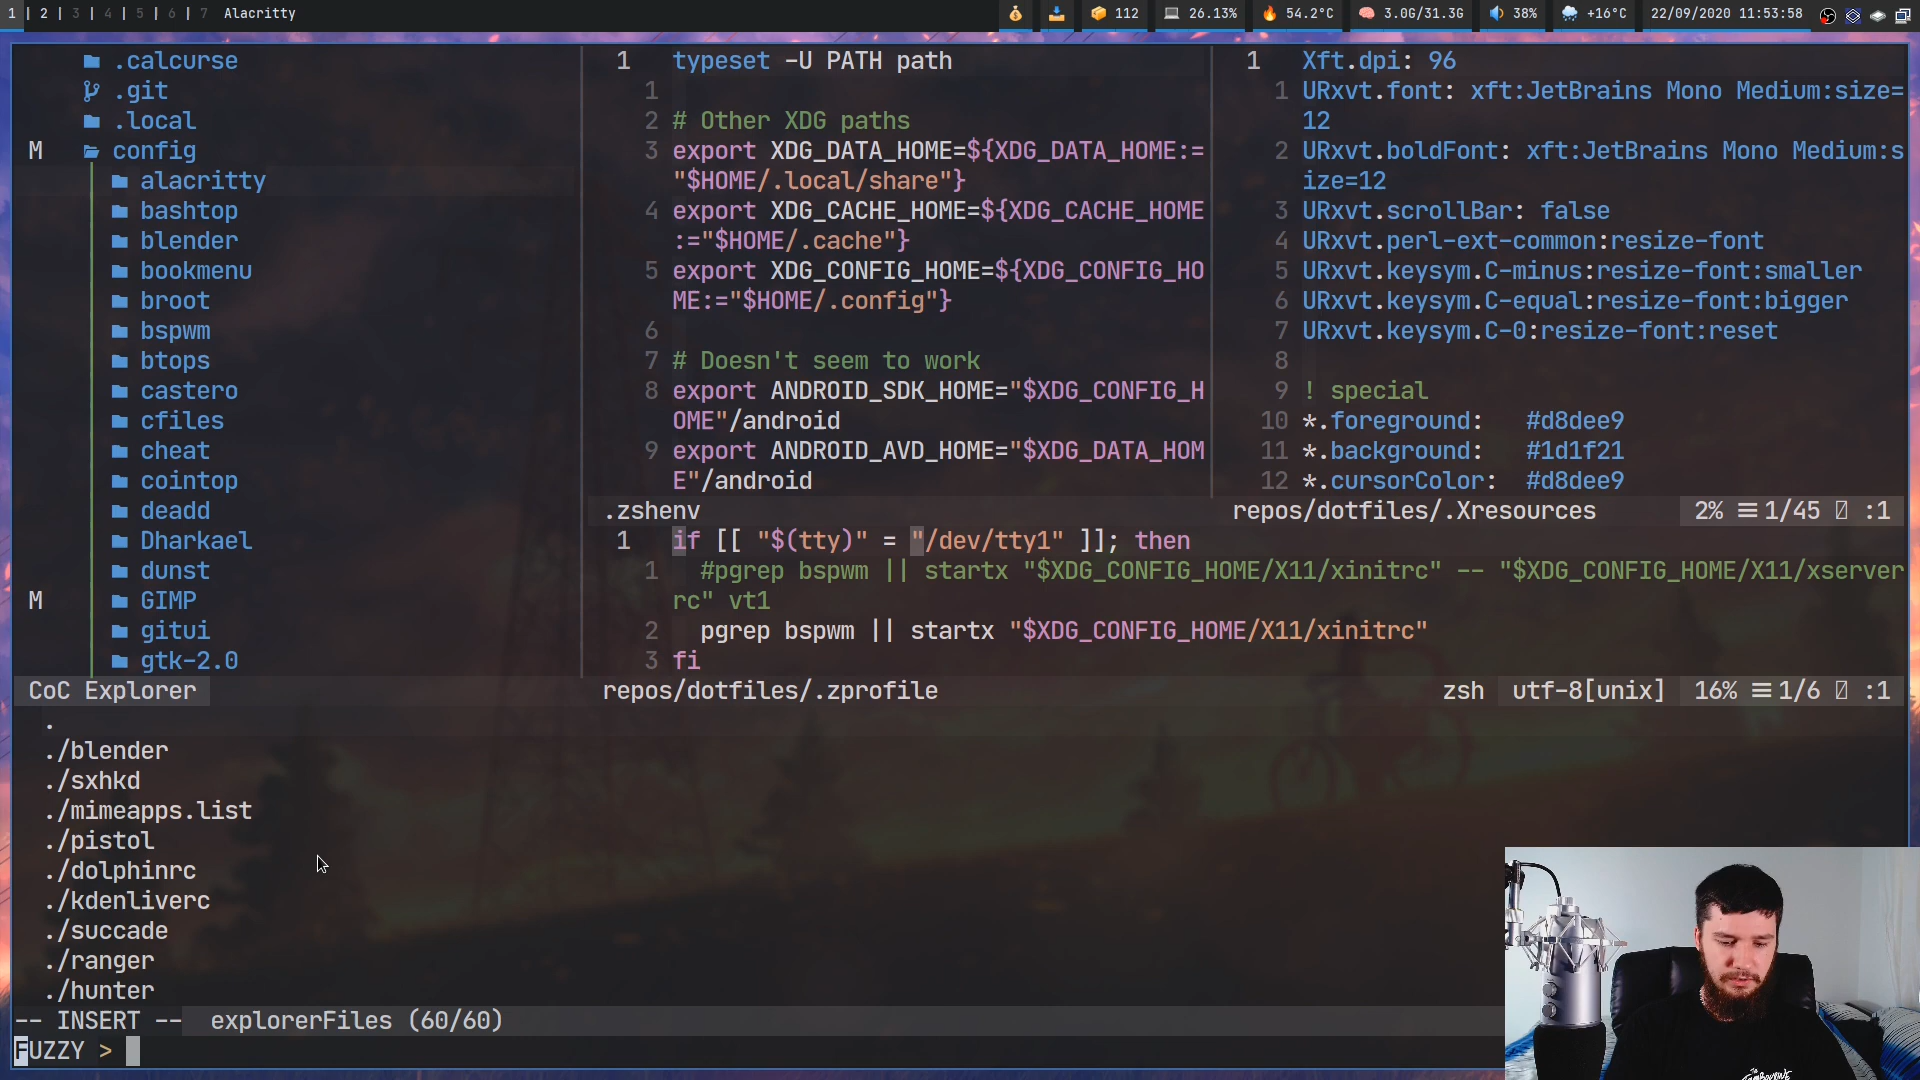 1 | 2 | 3 | 4 | 5 | 6 | 7 Alacritty
112 26.13% 54.2°C 3.0G/31.3G 38% +16°C 22/09/2020 11:53:58
.calcurse
.git
.local
M config
alacritty
bashtop
blender
bookmenu
broot
bspwm
btops
castero
cfiles
cheat
cointop
deadd
Dharkael
dunst
M GIMP
gitui
gtk-2.0
CoC Explorer
1 typeset -U PATH path
1
2 # Other XDG paths
3 export XDG_DATA_HOME=${XDG_DATA_HOME:=
"$HOME/.local/share"}
4 export XDG_CACHE_HOME=${XDG_CACHE_HOME
:="$HOME/.cache"}
5 export XDG_CONFIG_HOME=${XDG_CONFIG_HO
ME:="$HOME/.config"}
6
7 # Doesn't seem to work
8 export ANDROID_SDK_HOME="$XDG_CONFIG_H
OME"/android
9 export ANDROID_AVD_HOME="$XDG_DATA_HOM
E"/android
.zshenv
1 Xft.dpi: 96
1 URxvt.font: xft:JetBrains Mono Medium:size=
12
2 URxvt.boldFont: xft:JetBrains Mono Medium:s
ize=12
3 URxvt.scrollBar: false
4 URxvt.perl-ext-common:resize-font
5 URxvt.keysym.C-minus:resize-font:smaller
6 URxvt.keysym.C-equal:resize-font:bigger
7 URxvt.keysym.C-0:resize-font:reset
8
9 ! special
10 *.foreground: #d8dee9
11 *.background: #1d1f21
12 *.cursorColor: #d8dee9
repos/dotfiles/.Xresources 2% ≡ 1/45 :1
1 if [[ "$(tty)" = "/dev/tty1" ]]; then
1 #pgrep bspwm || startx "$XDG_CONFIG_HOME/X11/xinitrc" -- "$XDG_CONFIG_HOME/X11/xserver
rc" vt1
2 pgrep bspwm || startx "$XDG_CONFIG_HOME/X11/xinitrc"
3 fi
repos/dotfiles/.zprofile zsh utf-8[unix] 16% ≡ 1/6 :1
.
./blender
./sxhkd
./mimeapps.list
./pistol
./dolphinrc
./kdenliverc
./succade
./ranger
./hunter
-- INSERT -- explorerFiles (60/60)
FUZZY >